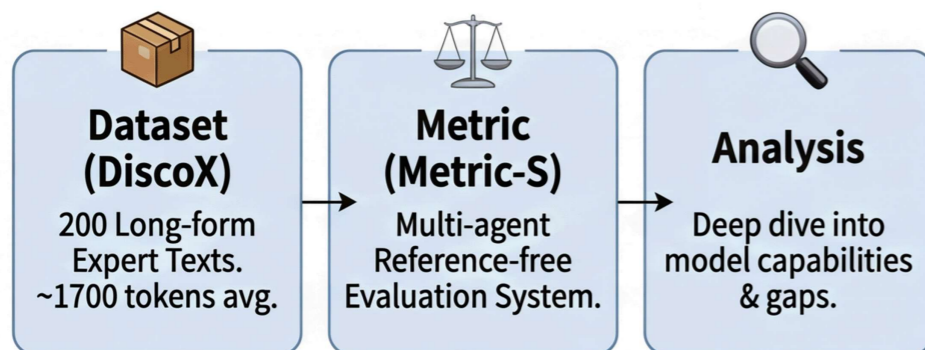 Dataset
(DiscoX)
200 Long-form
Expert Texts.
~1700 tokens avg.
Metric
(Metric-S)
Multi-agent
Reference-free
Evaluation System.
Analysis
Deep dive into
model capabilities
& gaps.